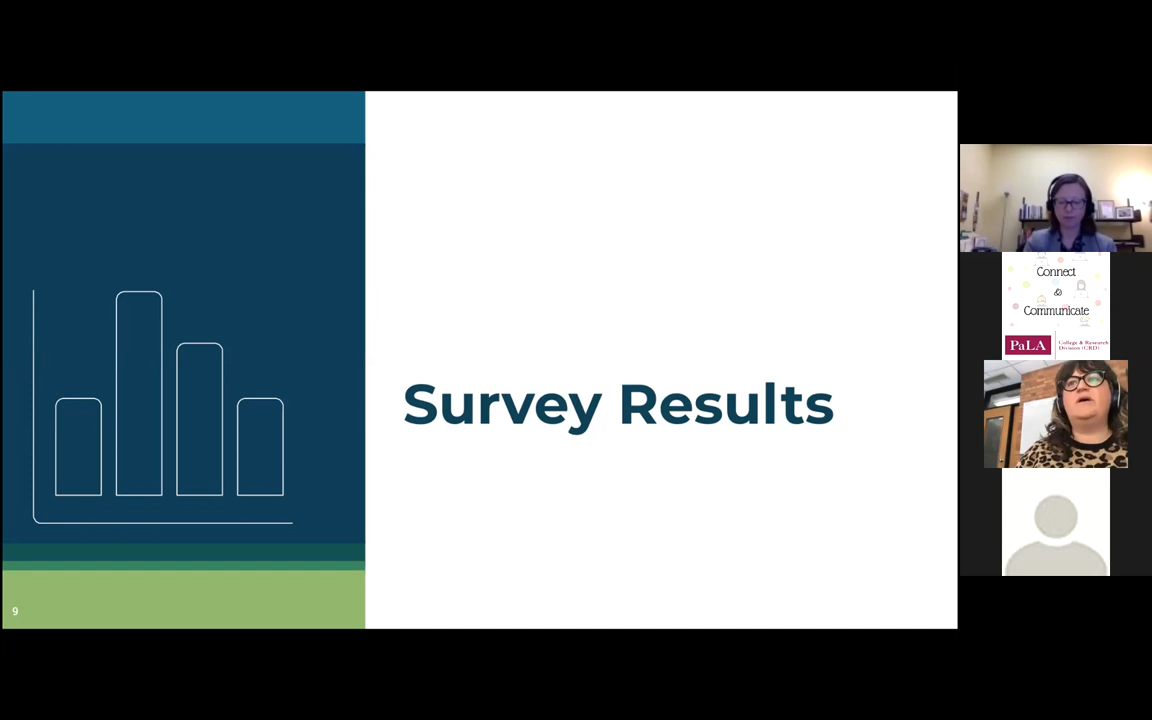 Survey Results
9
Connect
&
Communicate
PaLA
College & Research
Division (CRD)